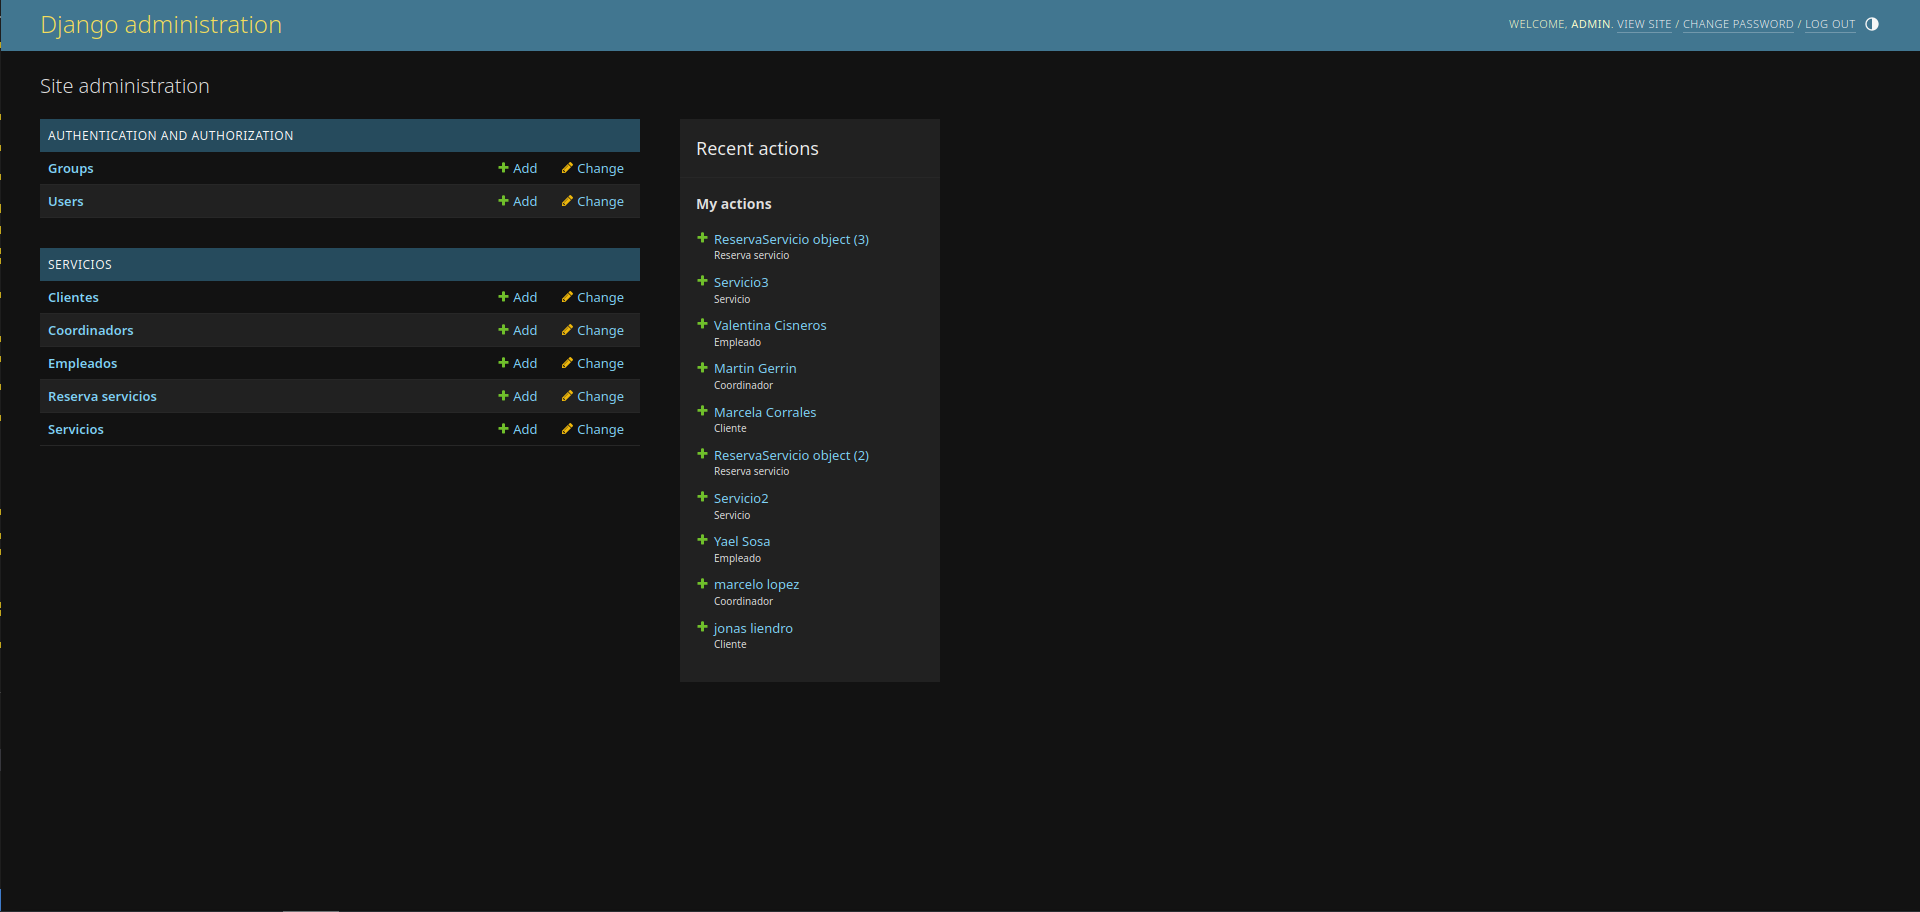 Django administration
WELCOME, ADMIN. VIEW SITE / CHANGE PASSWORD / LOG OUT
Site administration
AUTHENTICATION AND AUTHORIZATION
Groups Add Change
Users Add Change
SERVICIOS
Clientes Add Change
Coordinadors Add Change
Empleados Add Change
Reserva servicios Add Change
Servicios Add Change
Recent actions
My actions
ReservaServicio object (3)
Reserva servicio
Servicio3
Servicio
Valentina Cisneros
Empleado
Martin Gerrin
Coordinador
Marcela Corrales
Cliente
ReservaServicio object (2)
Reserva servicio
Servicio2
Servicio
Yael Sosa
Empleado
marcelo lopez
Coordinador
jonas liendro
Cliente